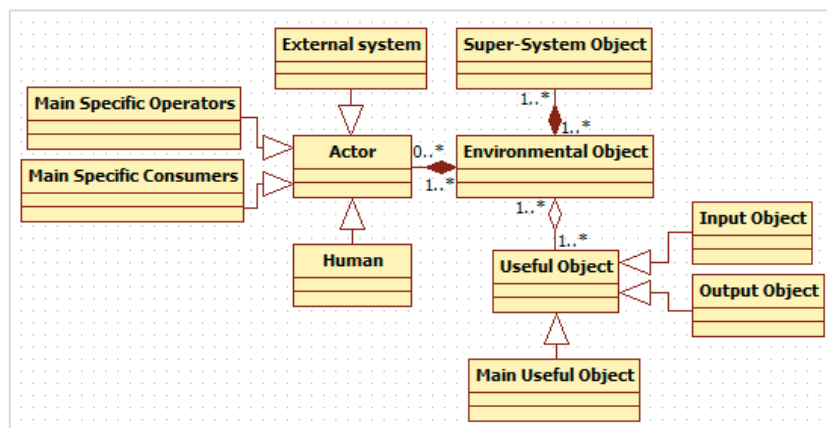 External system
Super-System Object
Main Specific Operators
1..*
1..*
Actor
0..*
Environmental Object
Main Specific Consumers
1..*
1..*
Input Object
1..*
Human
Useful Object
Output Object
Main Useful Object